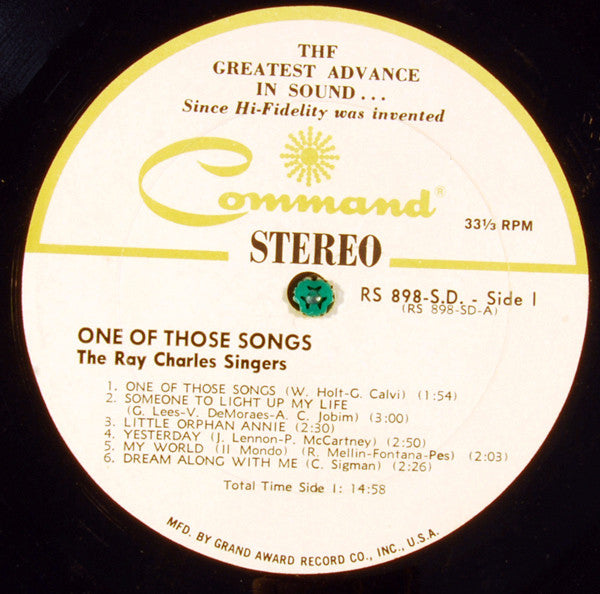 THE
GREATEST ADVANCE
IN SOUND...
Since Hi-Fidelity was invented
Command®
33⅓ RPM
STEREO
RS 898-S.D. - Side 1
(RS 898-SD-A)
ONE OF THOSE SONGS
The Ray Charles Singers
1. ONE OF THOSE SONGS (W. Holt-G. Calvi) (1:54)
2. SOMEONE TO LIGHT UP MY LIFE
(G. Lees-V. DeMoraes-A. C. Jobim) (3:00)
3. LITTLE ORPHAN ANNIE (2:30)
4. YESTERDAY (J. Lennon-P. McCartney) (2:50)
5. MY WORLD (Il Mondo) (R. Mellin-Fontana-Pes) (2:03)
6. DREAM ALONG WITH ME (C. Sigman) (2:26)
Total Time Side 1: 14:58
MFD. BY GRAND AWARD RECORD CO., INC., U.S.A.